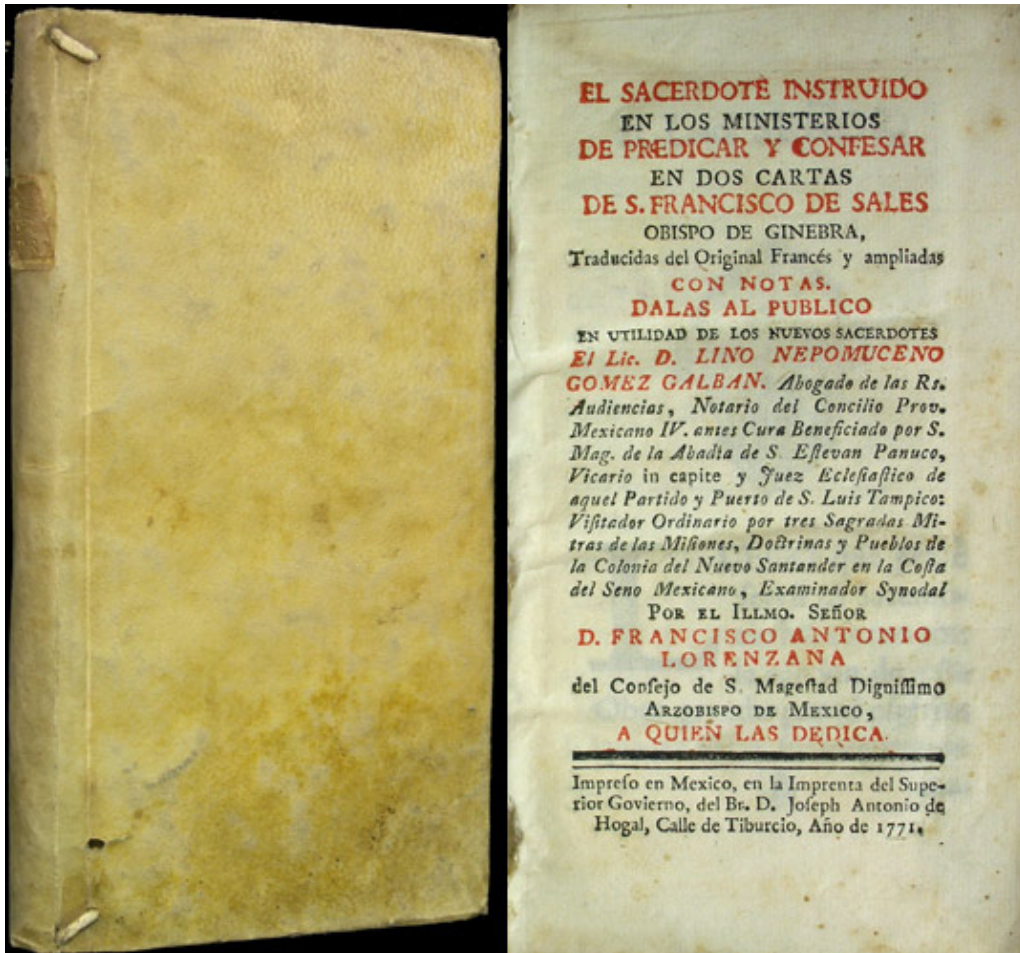 EL SACERDOTE INSTRUIDO
EN LOS MINISTERIOS
DE PREDICAR Y CONFESAR
EN DOS CARTAS
DE S. FRANCISCO DE SALES
OBISPO DE GINEBRA,
Traducidas del Original Francés y ampliadas
CON NOTAS.
DALAS AL PUBLICO
EN UTILIDAD DE LOS NUEVOS SACERDOTES
El Lic. D. LINO NEPOMUCENO
GOMEZ GALBAN. Abogado de las Rs.
Audiencias, Notario del Concilio Prov.
Mexicano IV. antes Cura Beneficiado por S.
Mag. de la Abadia de S. Eſtevan Panuco,
Vicario in capite y Juez Ecleſiaſtico de
aquel Partido y Puerto de S. Luis Tampico:
Viſitador Ordinario por tres Sagradas Mi-
tras de las Miſiones, Doctrinas y Pueblos de
la Colonia del Nuevo Santander en la Coſta
del Seno Mexicano, Examinador Synodal
POR EL ILLMO. SEÑOR
D. FRANCISCO ANTONIO
LORENZANA
del Conſejo de S. Mageſtad Digniſſimo
ARZOBISPO DE MEXICO,
A QUIEN LAS DEDICA.
Impreſo en Mexico, en la Imprenta del Supe-
rior Govierno, del Br. D. Joſeph Antonio de
Hogal, Calle de Tiburcio, Año de 1771.